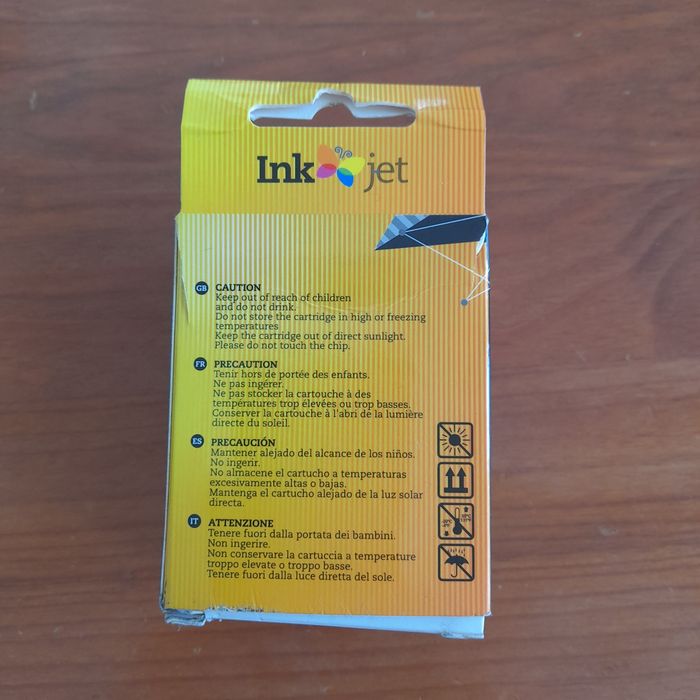 Ink jet
GB CAUTION
Keep out of reach of children
and do not drink.
Do not store the cartridge in high or freezing
temperatures
Keep the cartridge out of direct sunlight.
Please do not touch the chip.
FR PRECAUTION
Tenir hors de portée des enfants.
Ne pas ingérer.
Ne pas stocker la cartouche à des
températures trop élevées ou trop basses.
Conserver la cartouche à l'abri de la lumière
directe du soleil.
ES PRECAUCIÓN
Mantener alejado del alcance de los niños.
No ingerir.
No almacene el cartucho a temperaturas
excesivamente altas o bajas.
Mantenga el cartucho alejado de la luz solar
directa.
IT ATTENZIONE
Tenere fuori dalla portata dei bambini.
Non ingerire.
Non conservare la cartuccia a temperature
troppo elevate o troppo basse.
Tenere fuori dalla luce diretta del sole.